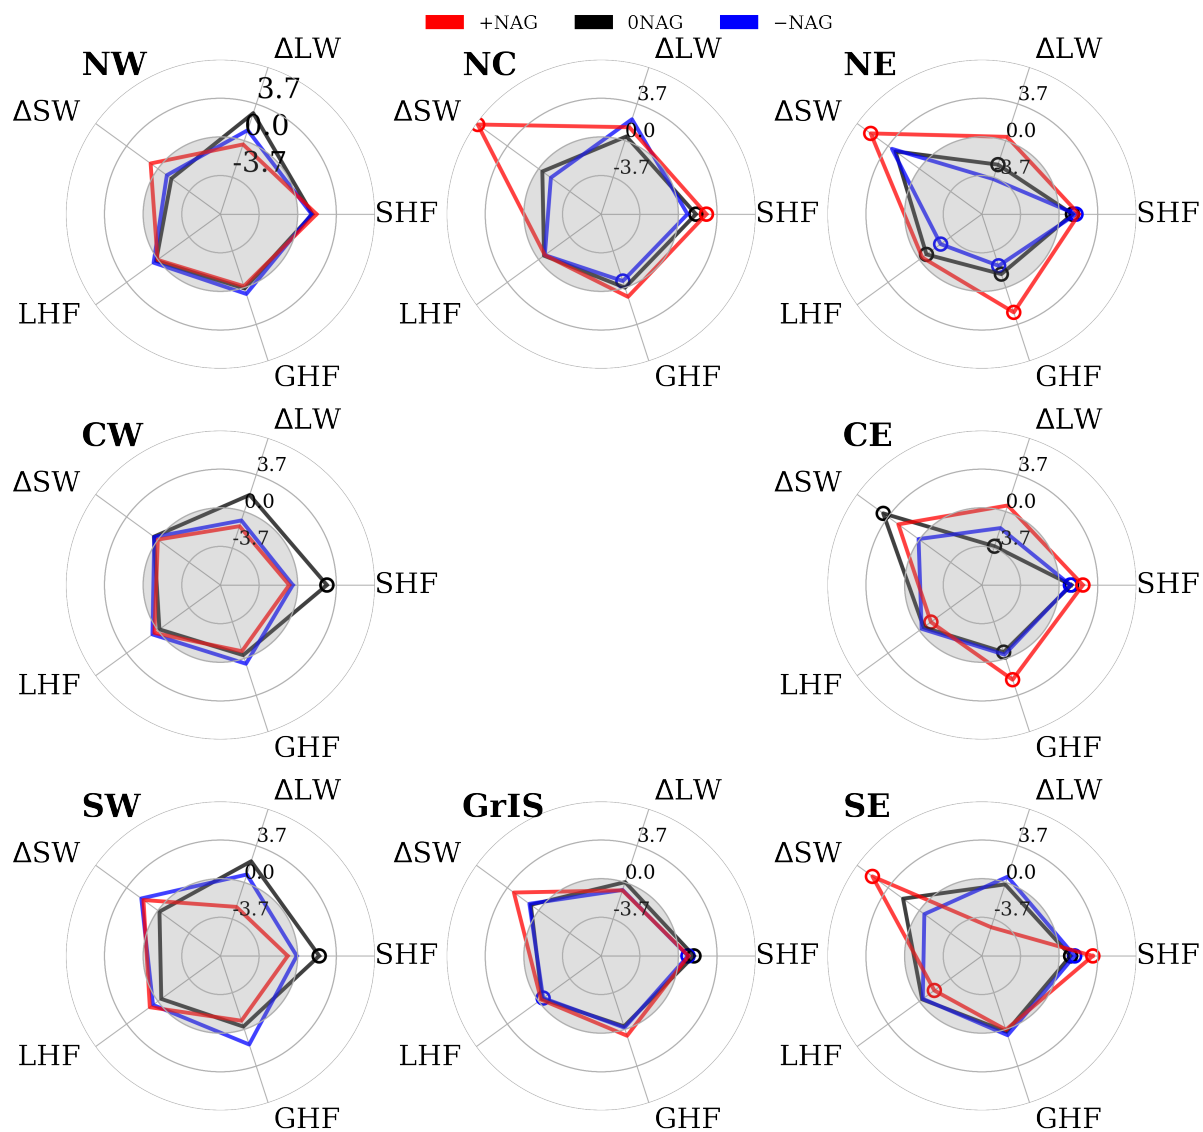 +NAG 0NAG −NAG
NW ΔLW NC ΔLW NE ΔLW
3.7 3.7 3.7
ΔSW ΔSW ΔSW
0.0 0.0 0.0
-3.7 -3.7 -3.7
SHF SHF SHF
LHF LHF LHF
GHF GHF GHF
CW ΔLW CE ΔLW
3.7 3.7
ΔSW ΔSW
0.0 0.0
-3.7 -3.7
SHF SHF
LHF LHF
GHF GHF
SW ΔLW GrIS ΔLW SE ΔLW
3.7 3.7 3.7
ΔSW ΔSW ΔSW
0.0 0.0 0.0
-3.7 -3.7 -3.7
SHF SHF SHF
LHF LHF LHF
GHF GHF GHF